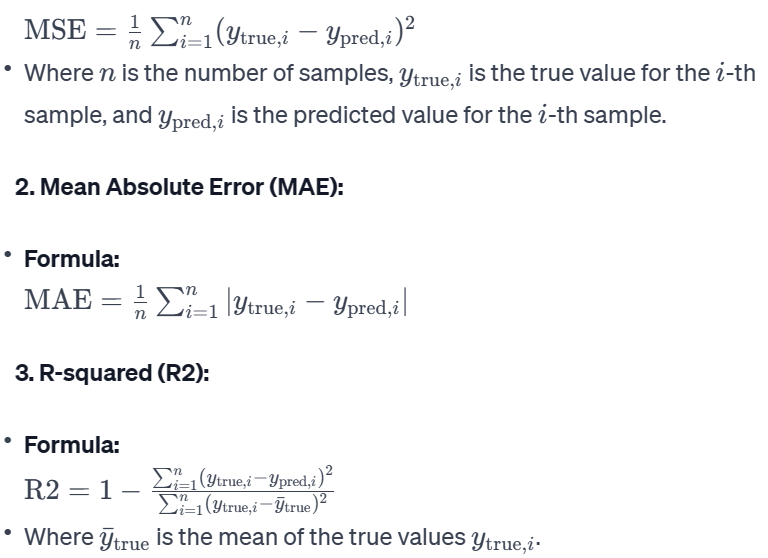 MSE = \frac{1}{n} \sum_{i=1}^{n} (y_{\text{true},i} - y_{\text{pred},i})^2
• Where n is the number of samples, y_{\text{true},i} is the true value for the i-th
sample, and y_{\text{pred},i} is the predicted value for the i-th sample.
2. Mean Absolute Error (MAE):
• Formula:
MAE = \frac{1}{n} \sum_{i=1}^{n} |y_{\text{true},i} - y_{\text{pred},i}|
3. R-squared (R2):
• Formula:
R2 = 1 - \frac{\sum_{i=1}^{n} (y_{\text{true},i} - y_{\text{pred},i})^2}{\sum_{i=1}^{n} (y_{\text{true},i} - \bar{y}_{\text{true}})^2}
• Where \bar{y}_{\text{true}} is the mean of the true values y_{\text{true},i}.